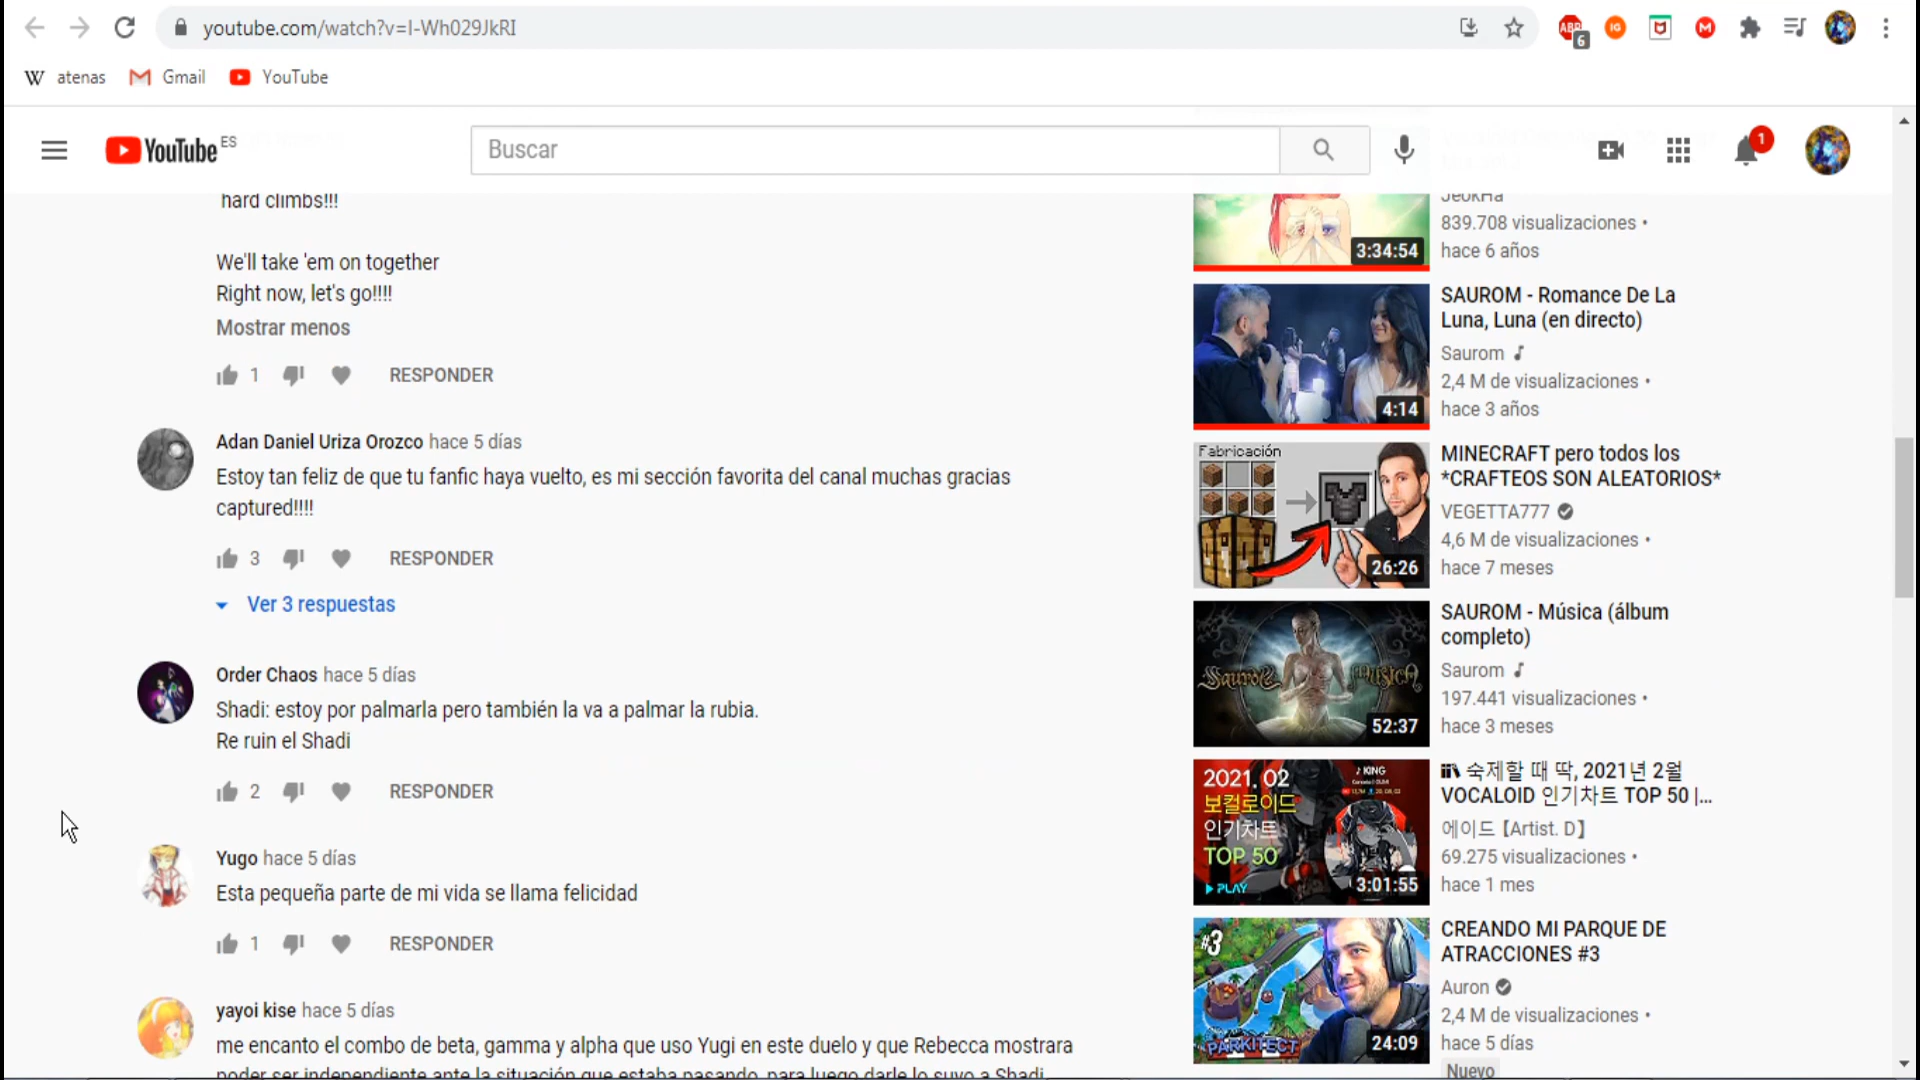 youtube.com/watch?v=I-Wh029JkRI
ABP
6
IG
M
W atenas
Gmail
YouTube
YouTube ES
Buscar
1
hard climbs!!!
We'll take 'em on together
Right now, let's go!!!!
Mostrar menos
1
RESPONDER
Adan Daniel Uriza Orozco hace 5 días
Estoy tan feliz de que tu fanfic haya vuelto, es mi sección favorita del canal muchas gracias
captured!!!!
3
RESPONDER
Ver 3 respuestas
Order Chaos hace 5 días
Shadi: estoy por palmarla pero también la va a palmar la rubia.
Re ruin el Shadi
2
RESPONDER
Yugo hace 5 días
Esta pequeña parte de mi vida se llama felicidad
1
RESPONDER
yayoi kise hace 5 días
me encanto el combo de beta, gamma y alpha que uso Yugi en este duelo y que Rebecca mostrara
poder ser independiente ante la situación que estaba pasando, para luego darle lo suyo a Shadi
3:34:54
JeokHa
839.708 visualizaciones •
hace 6 años
4:14
SAUROM - Romance De La
Luna, Luna (en directo)
Saurom
2,4 M de visualizaciones •
hace 3 años
Fabricación
26:26
MINECRAFT pero todos los
*CRAFTEOS SON ALEATORIOS*
VEGETTA777
4,6 M de visualizaciones •
hace 7 meses
Saurom
Música
52:37
SAUROM - Música (álbum
completo)
Saurom
197.441 visualizaciones •
hace 3 meses
2021. 02
보컬로이드
인기차트
TOP 50
PLAY
KING
3:01:55
숙제할 때 딱, 2021년 2월
VOCALOID 인기차트 TOP 50 |...
에이드【Artist. D】
69.275 visualizaciones •
hace 1 mes
#3
PARKITECT
24:09
CREANDO MI PARQUE DE
ATRACCIONES #3
Auron
2,4 M de visualizaciones •
hace 5 días
Nuevo